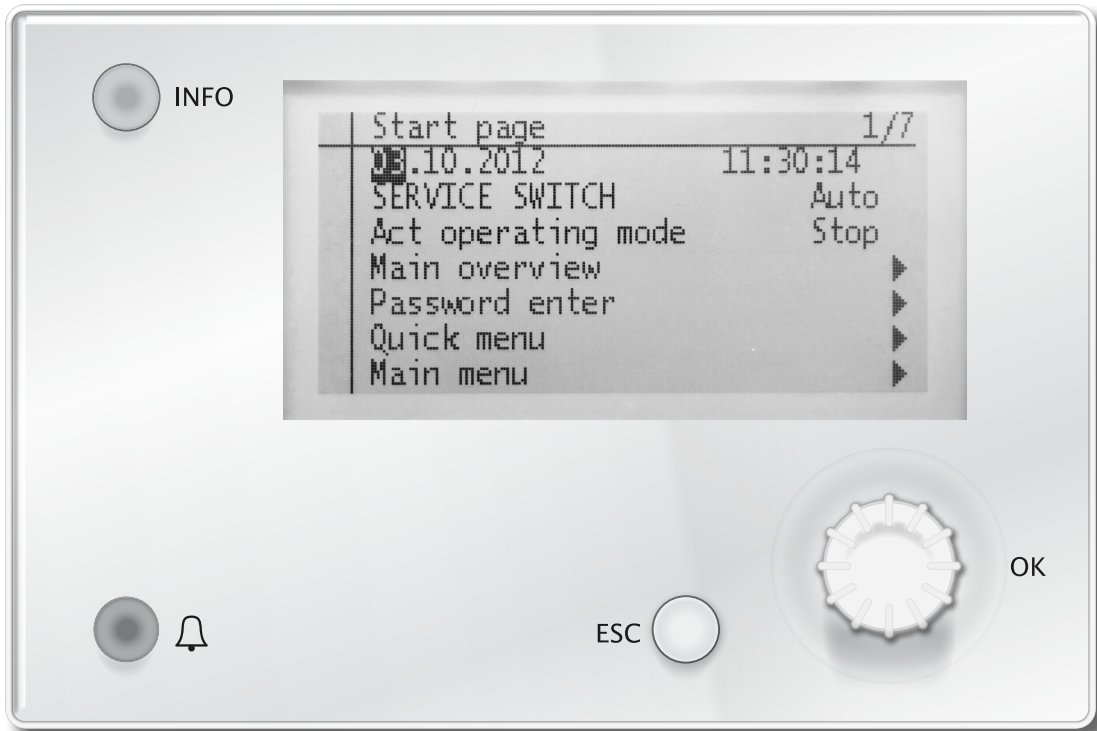 INFO
Start page 1/7
03.10.2012 11:30:14
SERVICE SWITCH Auto
Act operating mode Stop
Main overview
Password enter
Quick menu
Main menu
OK
ESC